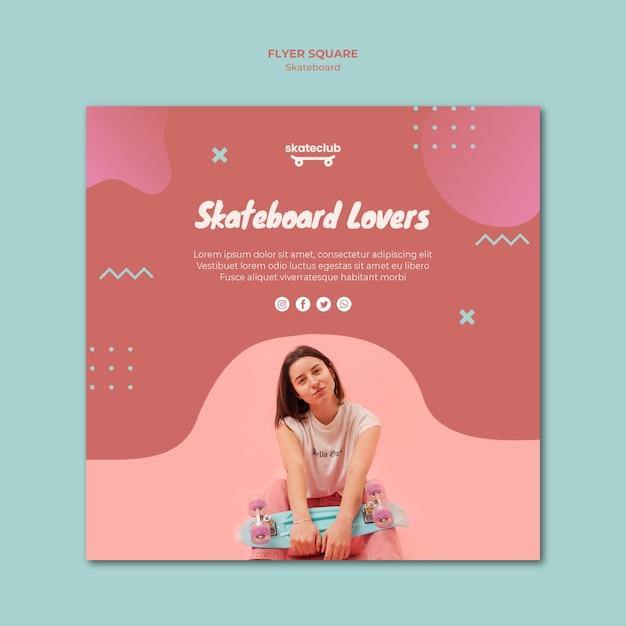 FLYER SQUARE
Skateboard
skateclub
Skateboard Lovers
Lorem ipsum dolor sit amet, consectetur adipiscing elit
Vestibuet lorem odio luctus egestas sit amet eu libero
Fusce aliquet viverratesque habitant morbi